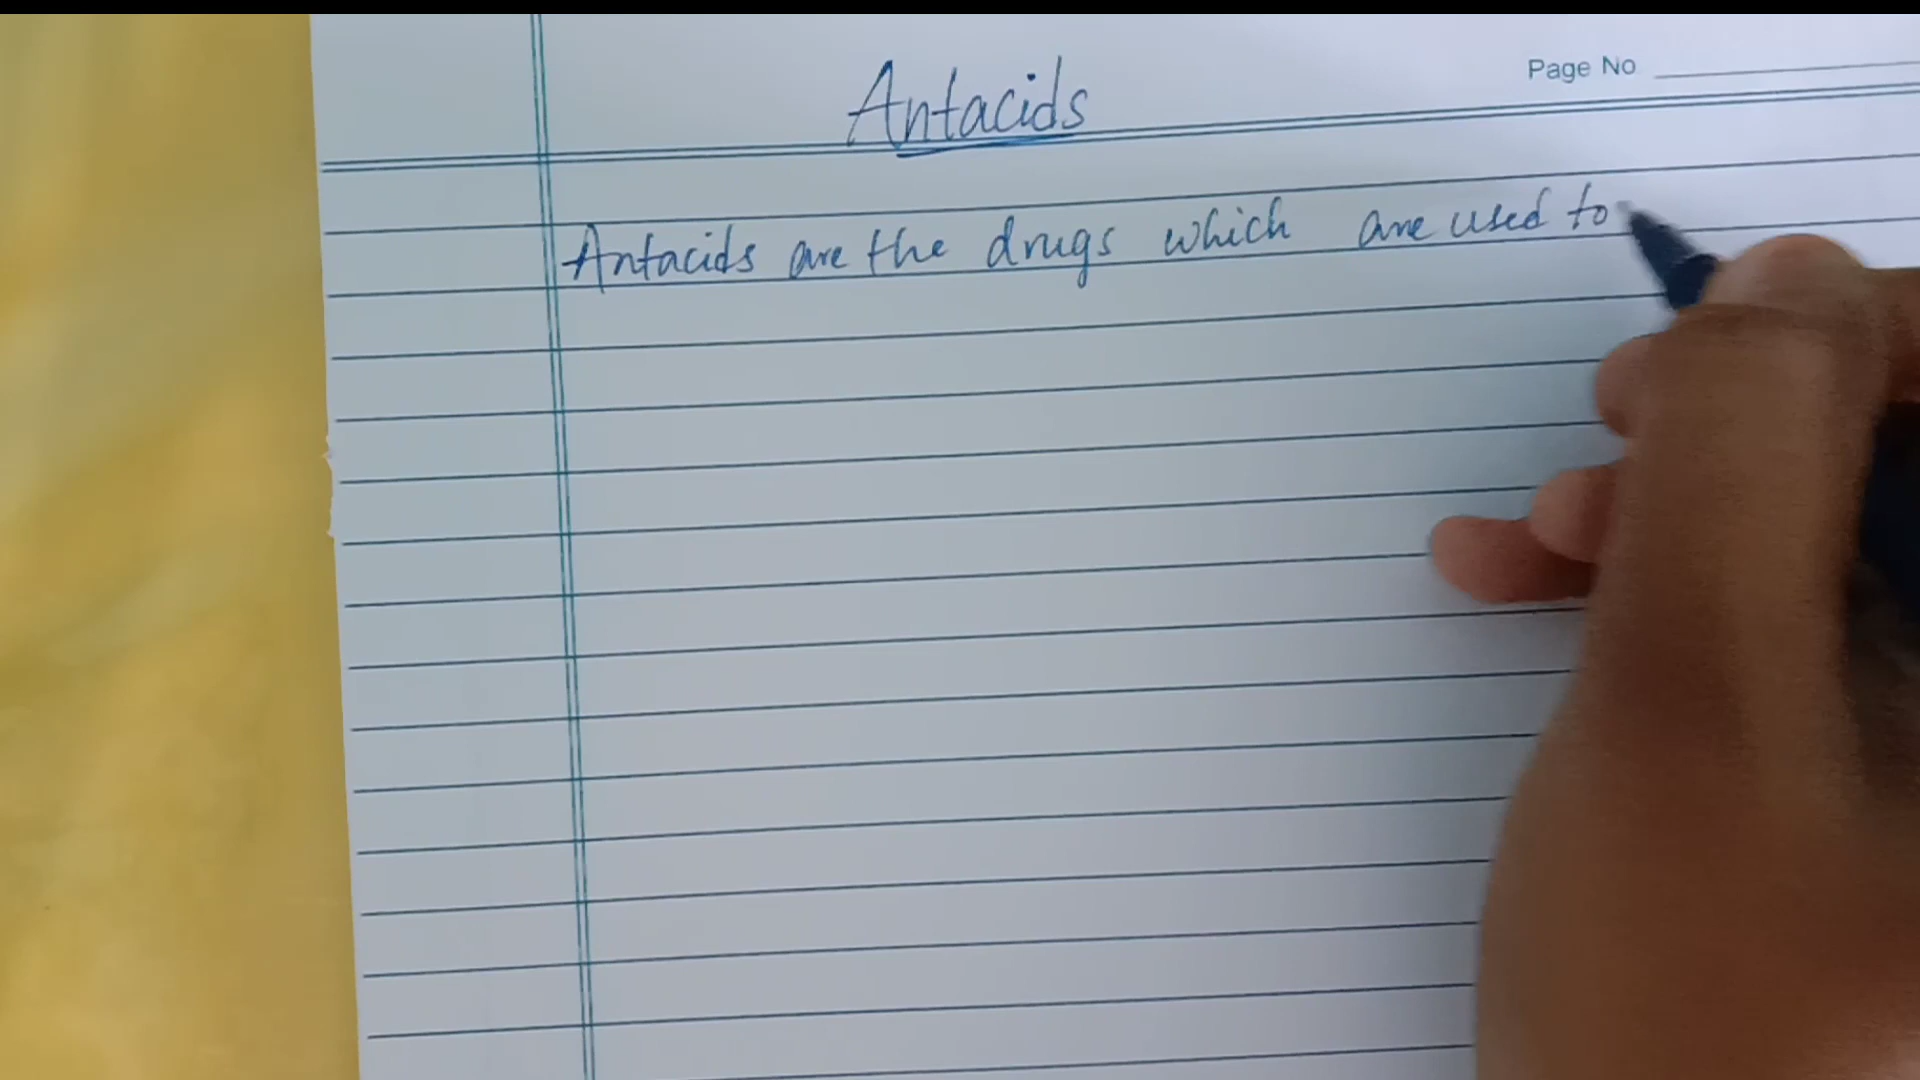 Antacids
Page No
Antacids are the drugs which are used to